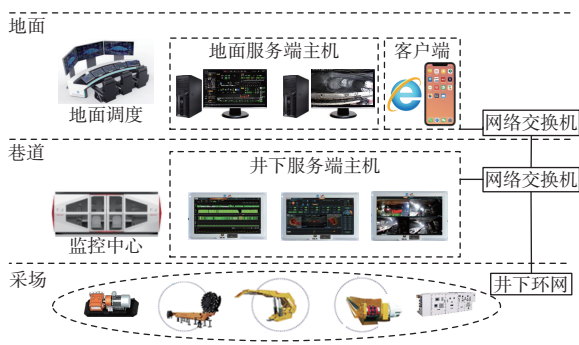 地面
地面服务端主机
客户端
地面调度
网络交换机
巷道
井下服务端主机
网络交换机
监控中心
采场
井下环网